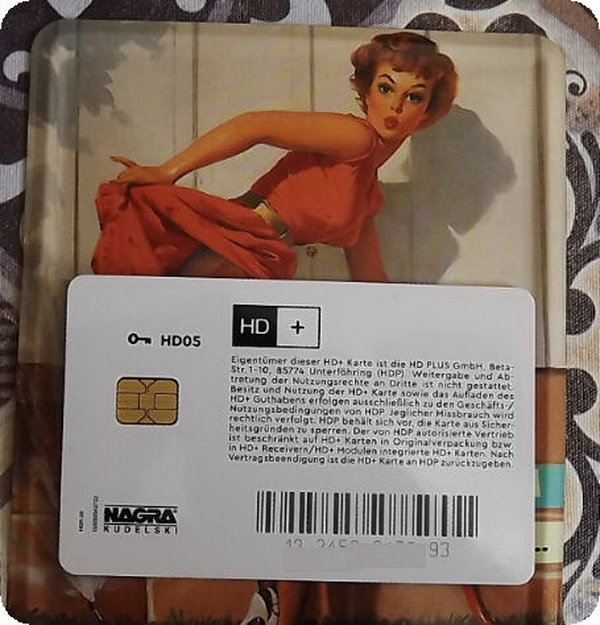 HD +
HD05
Eigentümer dieser HD+ Karte ist die HD PLUS GmbH, Beta-
Str. 1-10, 85774 Unterföhring (HDP). Weitergabe und Ab-
tretung der Nutzungsrechte an Dritte ist nicht gestattet.
Besitz und Nutzung der HD+ Karte sowie das Aufladen des
HD+ Guthabens erfolgen ausschließlich zu den Geschäfts-/
Nutzungsbedingungen von HDP. Jeglicher Missbrauch wird
rechtlich verfolgt. HDP behält sich vor, die Karte aus Sicher-
heitsgründen zu sperren. Der von HDP autorisierte Vertrieb
ist beschränkt auf HD+ Karten in Originalverpackung bzw.
in HD+ Receivern/HD+ Modulen integrierte HD+ Karten. Nach
Vertragsbeendigung ist die HD+ Karte an HDP zurückzugeben.
NAGRA
KUDELSKI
93